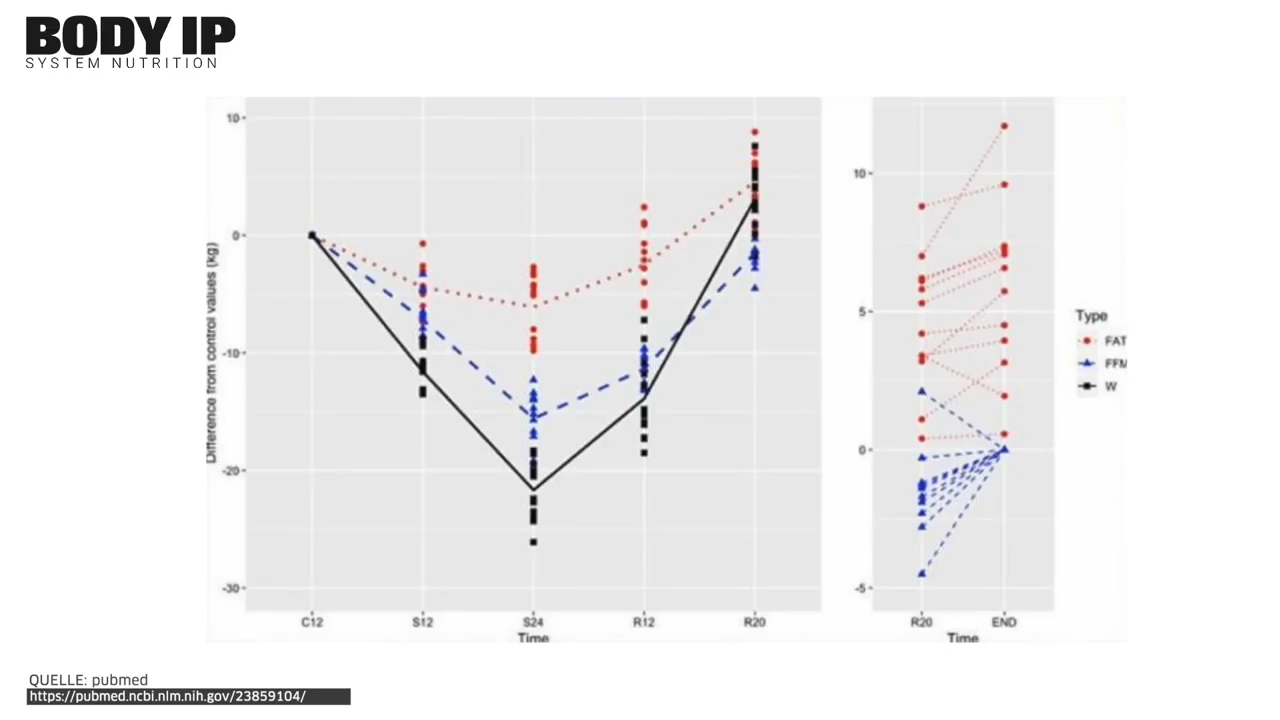 BODY IP
SYSTEM NUTRITION
Difference from control values (kg)
10
0
-10
-20
-30
C12 S12 S24 R12 R20
Time
10
5
0
-5
R20 END
Time
Type
FAT
FFM
W
QUELLE: pubmed
https://pubmed.ncbi.nlm.nih.gov/23859104/